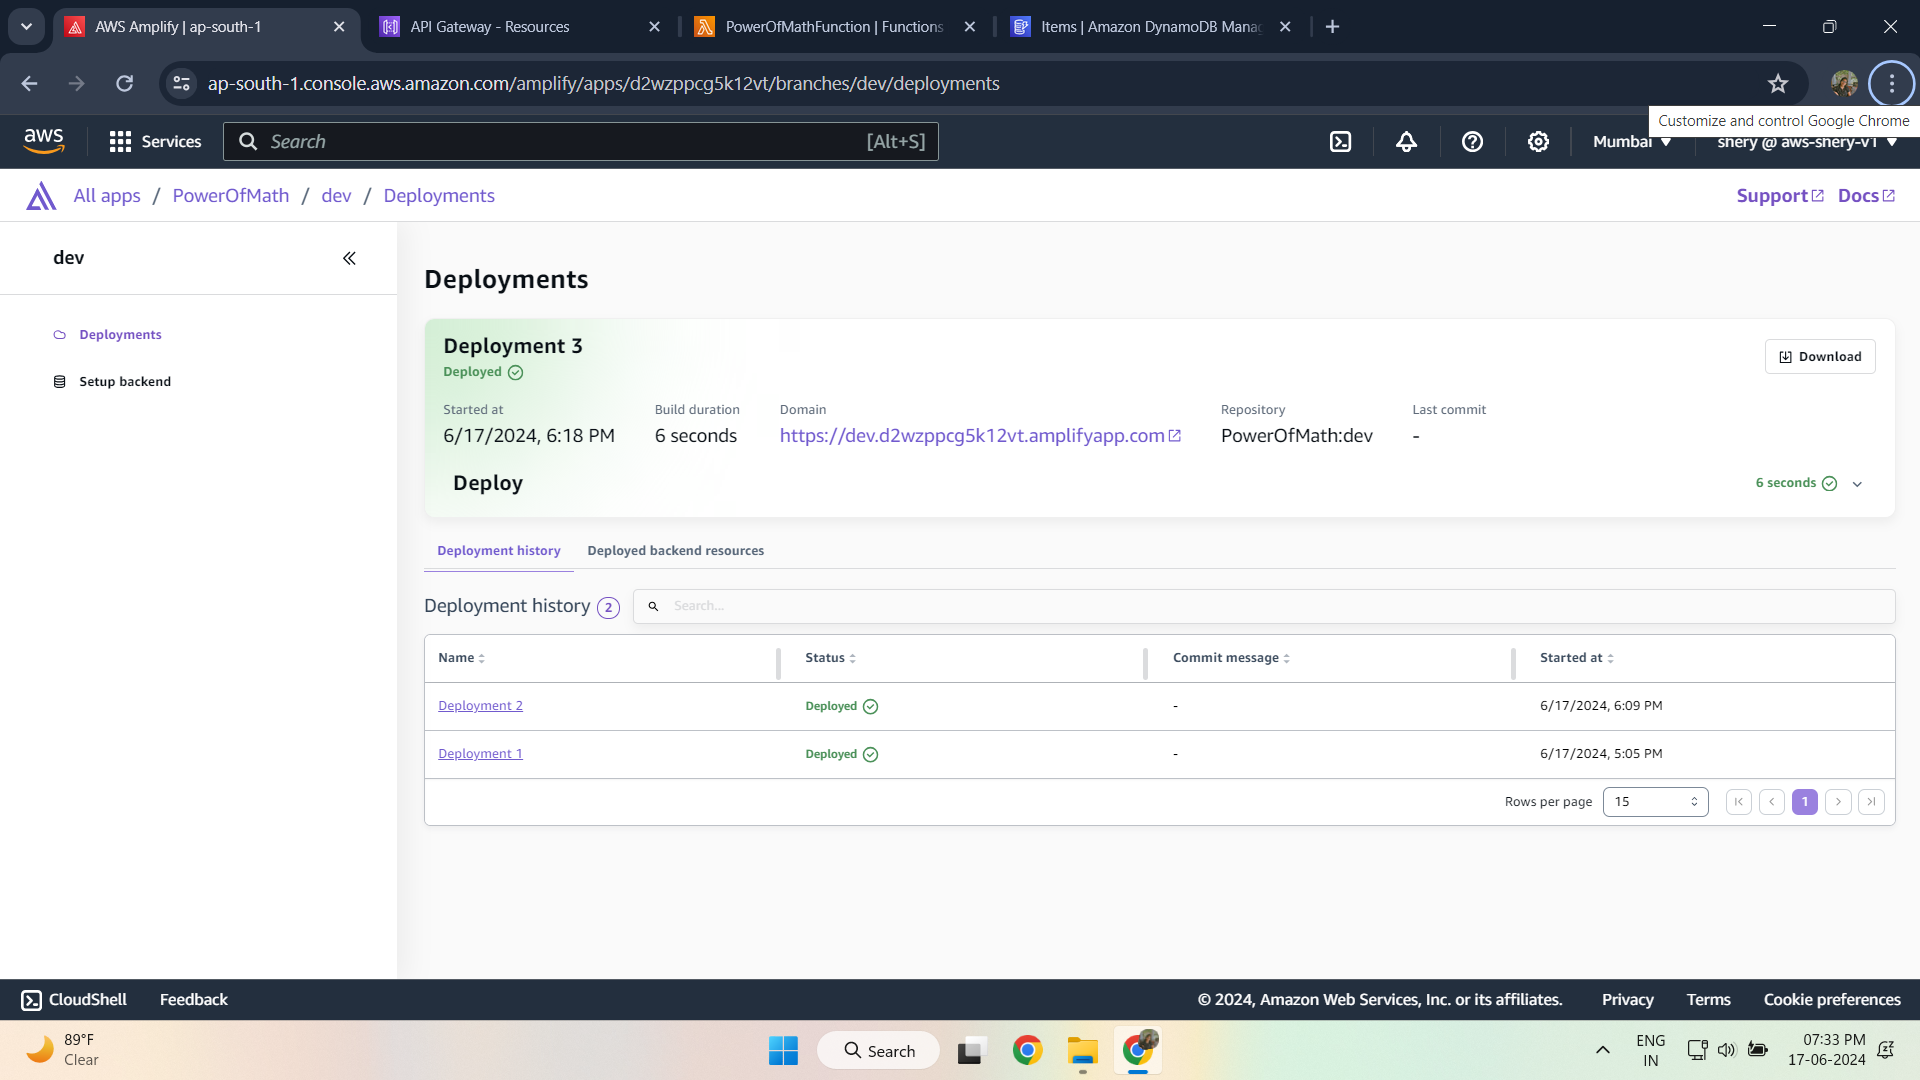 AWS Amplify | ap-south-1
API Gateway - Resources
PowerOfMathFunction | Functions
Items | Amazon DynamoDB Manag
ap-south-1.console.aws.amazon.com/amplify/apps/d2wzppcg5k12vt/branches/dev/deployments
Customize and control Google Chrome
aws
Services
Search
[Alt+S]
Mumbai
shery @ aws-shery-v1
All apps / PowerOfMath / dev / Deployments
Support
Docs
dev
Deployments
Setup backend
Deployments
Deployment 3
Deployed
Download
Started at
Build duration
Domain
Repository
Last commit
6/17/2024, 6:18 PM
6 seconds
https://dev.d2wzppcg5k12vt.amplifyapp.com
PowerOfMath:dev
-
Deploy
6 seconds
Deployment history
Deployed backend resources
Deployment history 2
Search...
Name
Status
Commit message
Started at
Deployment 2
Deployed
-
6/17/2024, 6:09 PM
Deployment 1
Deployed
-
6/17/2024, 5:05 PM
Rows per page
15
1
CloudShell
Feedback
© 2024, Amazon Web Services, Inc. or its affiliates.
Privacy
Terms
Cookie preferences
89°F
Clear
Search
ENG
IN
07:33 PM
17-06-2024